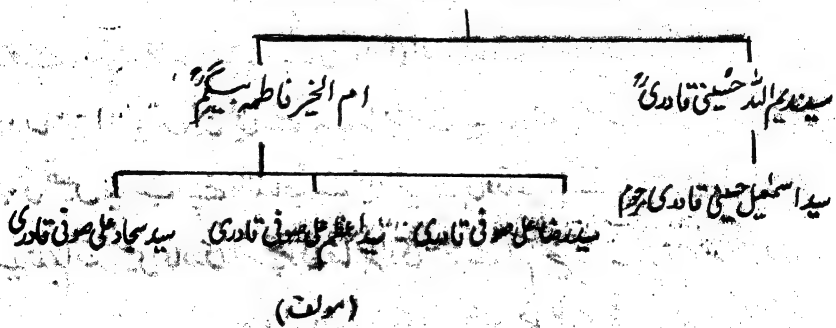 سید ندیم اللہ حسینی قادریؒ ام الخیر فاطمہ بیگمؒ
سید اسمٰعیل حسینی قادری مرحوم
سید رضا علی صوفی قادری سید اعظم علی صوفی قادری سید سجاد علی صوفی قادری
(مولف)